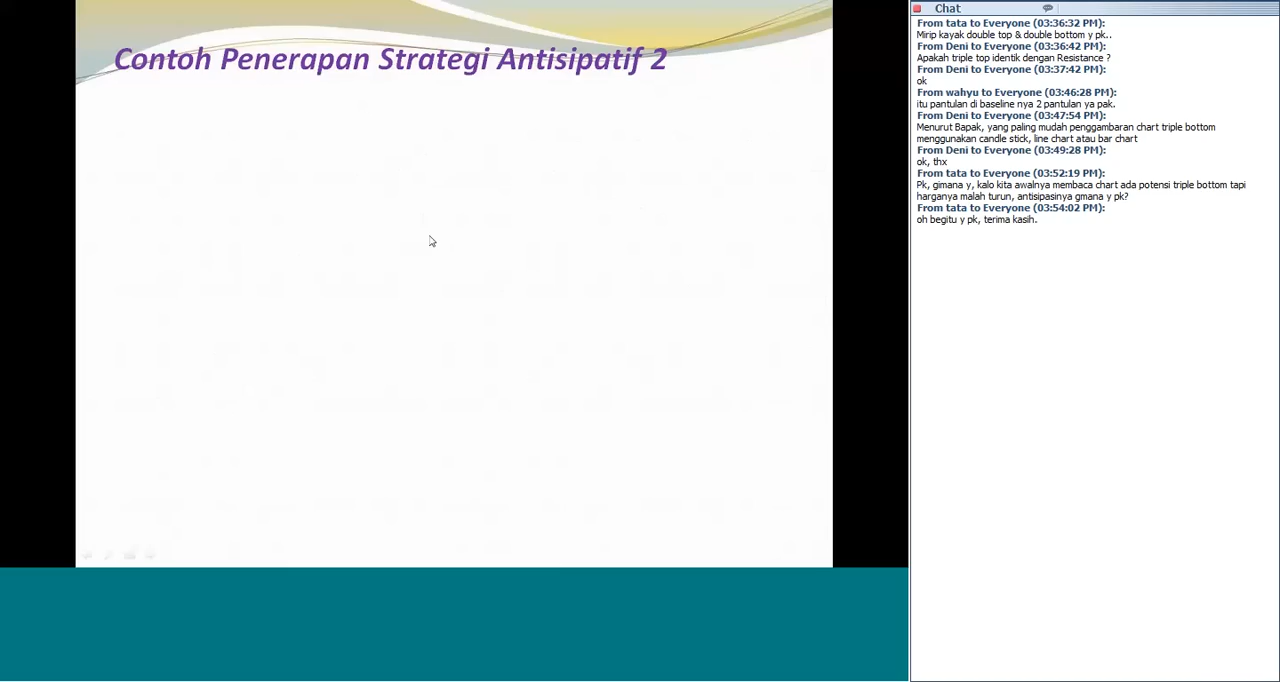 Contoh Penerapan Strategi Antisipatif 2
Chat
From tata to Everyone (03:36:32 PM):
Mirip kayak double top & double bottom y pk..
From Deni to Everyone (03:36:42 PM):
Apakah triple top identik dengan Resistance ?
From Deni to Everyone (03:37:42 PM):
ok
From wahyu to Everyone (03:46:28 PM):
itu pantulan di baseline nya 2 pantulan ya pak.
From Deni to Everyone (03:47:54 PM):
Menurut Bapak, yang paling mudah penggambaran chart triple bottom
menggunakan candle stick, line chart atau bar chart
From Deni to Everyone (03:49:28 PM):
ok, thx
From tata to Everyone (03:52:19 PM):
Pk, gimana y, kalo kita awalnya membaca chart ada potensi triple bottom tapi
harganya malah turun, antisipasinya gmana y pk?
From tata to Everyone (03:54:02 PM):
oh begitu y pk, terima kasih.